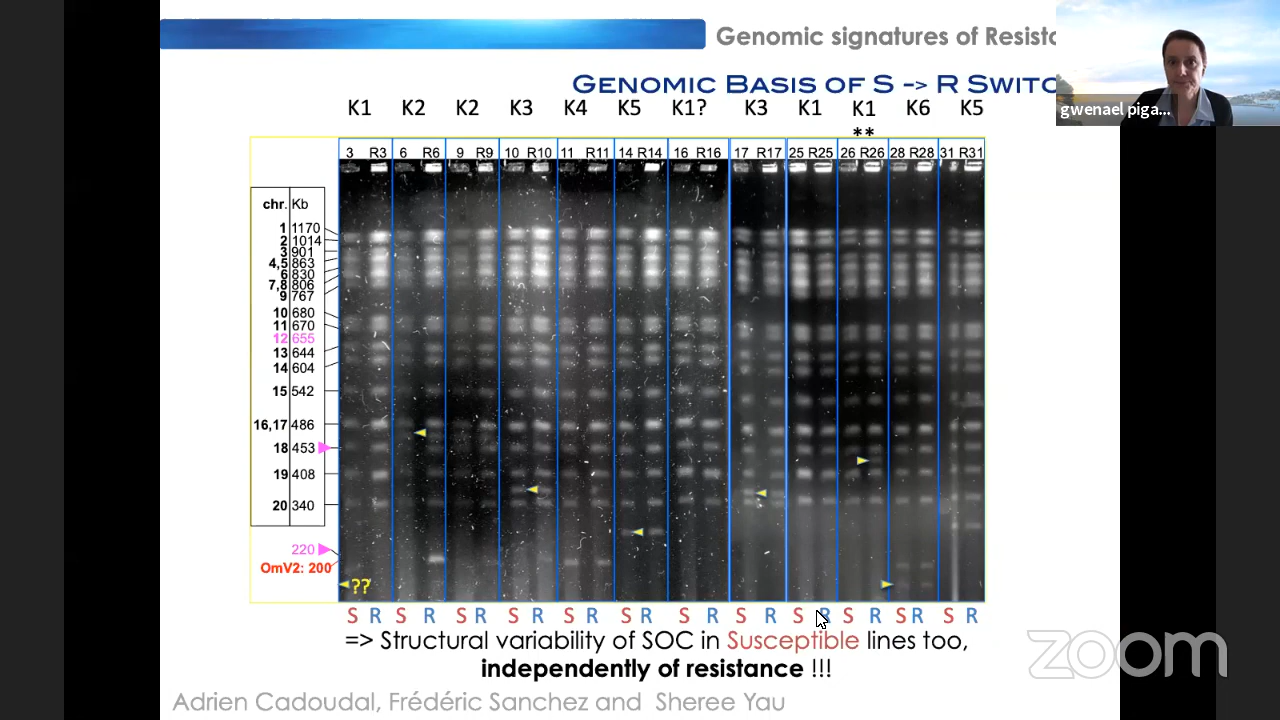 Genomic signatures of Resista
GENOMIC BASIS OF S -> R SWITC
gwenael piga...
K1 K2 K2 K3 K4 K5 K1? K3 K1 K1 K6 K5
**
3 R3 6 R6 9 R9 10 R10 11 R11 14 R14 16 R16 17 R17 25 R25 26 R26 28 R28 31 R31
chr. Kb
1 1170
2 1014
3 901
4,5 863
6 830
7,8 806
9 767
10 680
11 670
12 655
13 644
14 604
15 542
16,17 486
18 453
19 408
20 340
220
OmV2: 200
??
S R S R S R S R S R S R S R S R S R S R S R S R
=> Structural variability of SOC in Susceptible lines too,
independently of resistance !!!
zoom
Adrien Cadoudal, Frédéric Sanchez and Sheree Yau